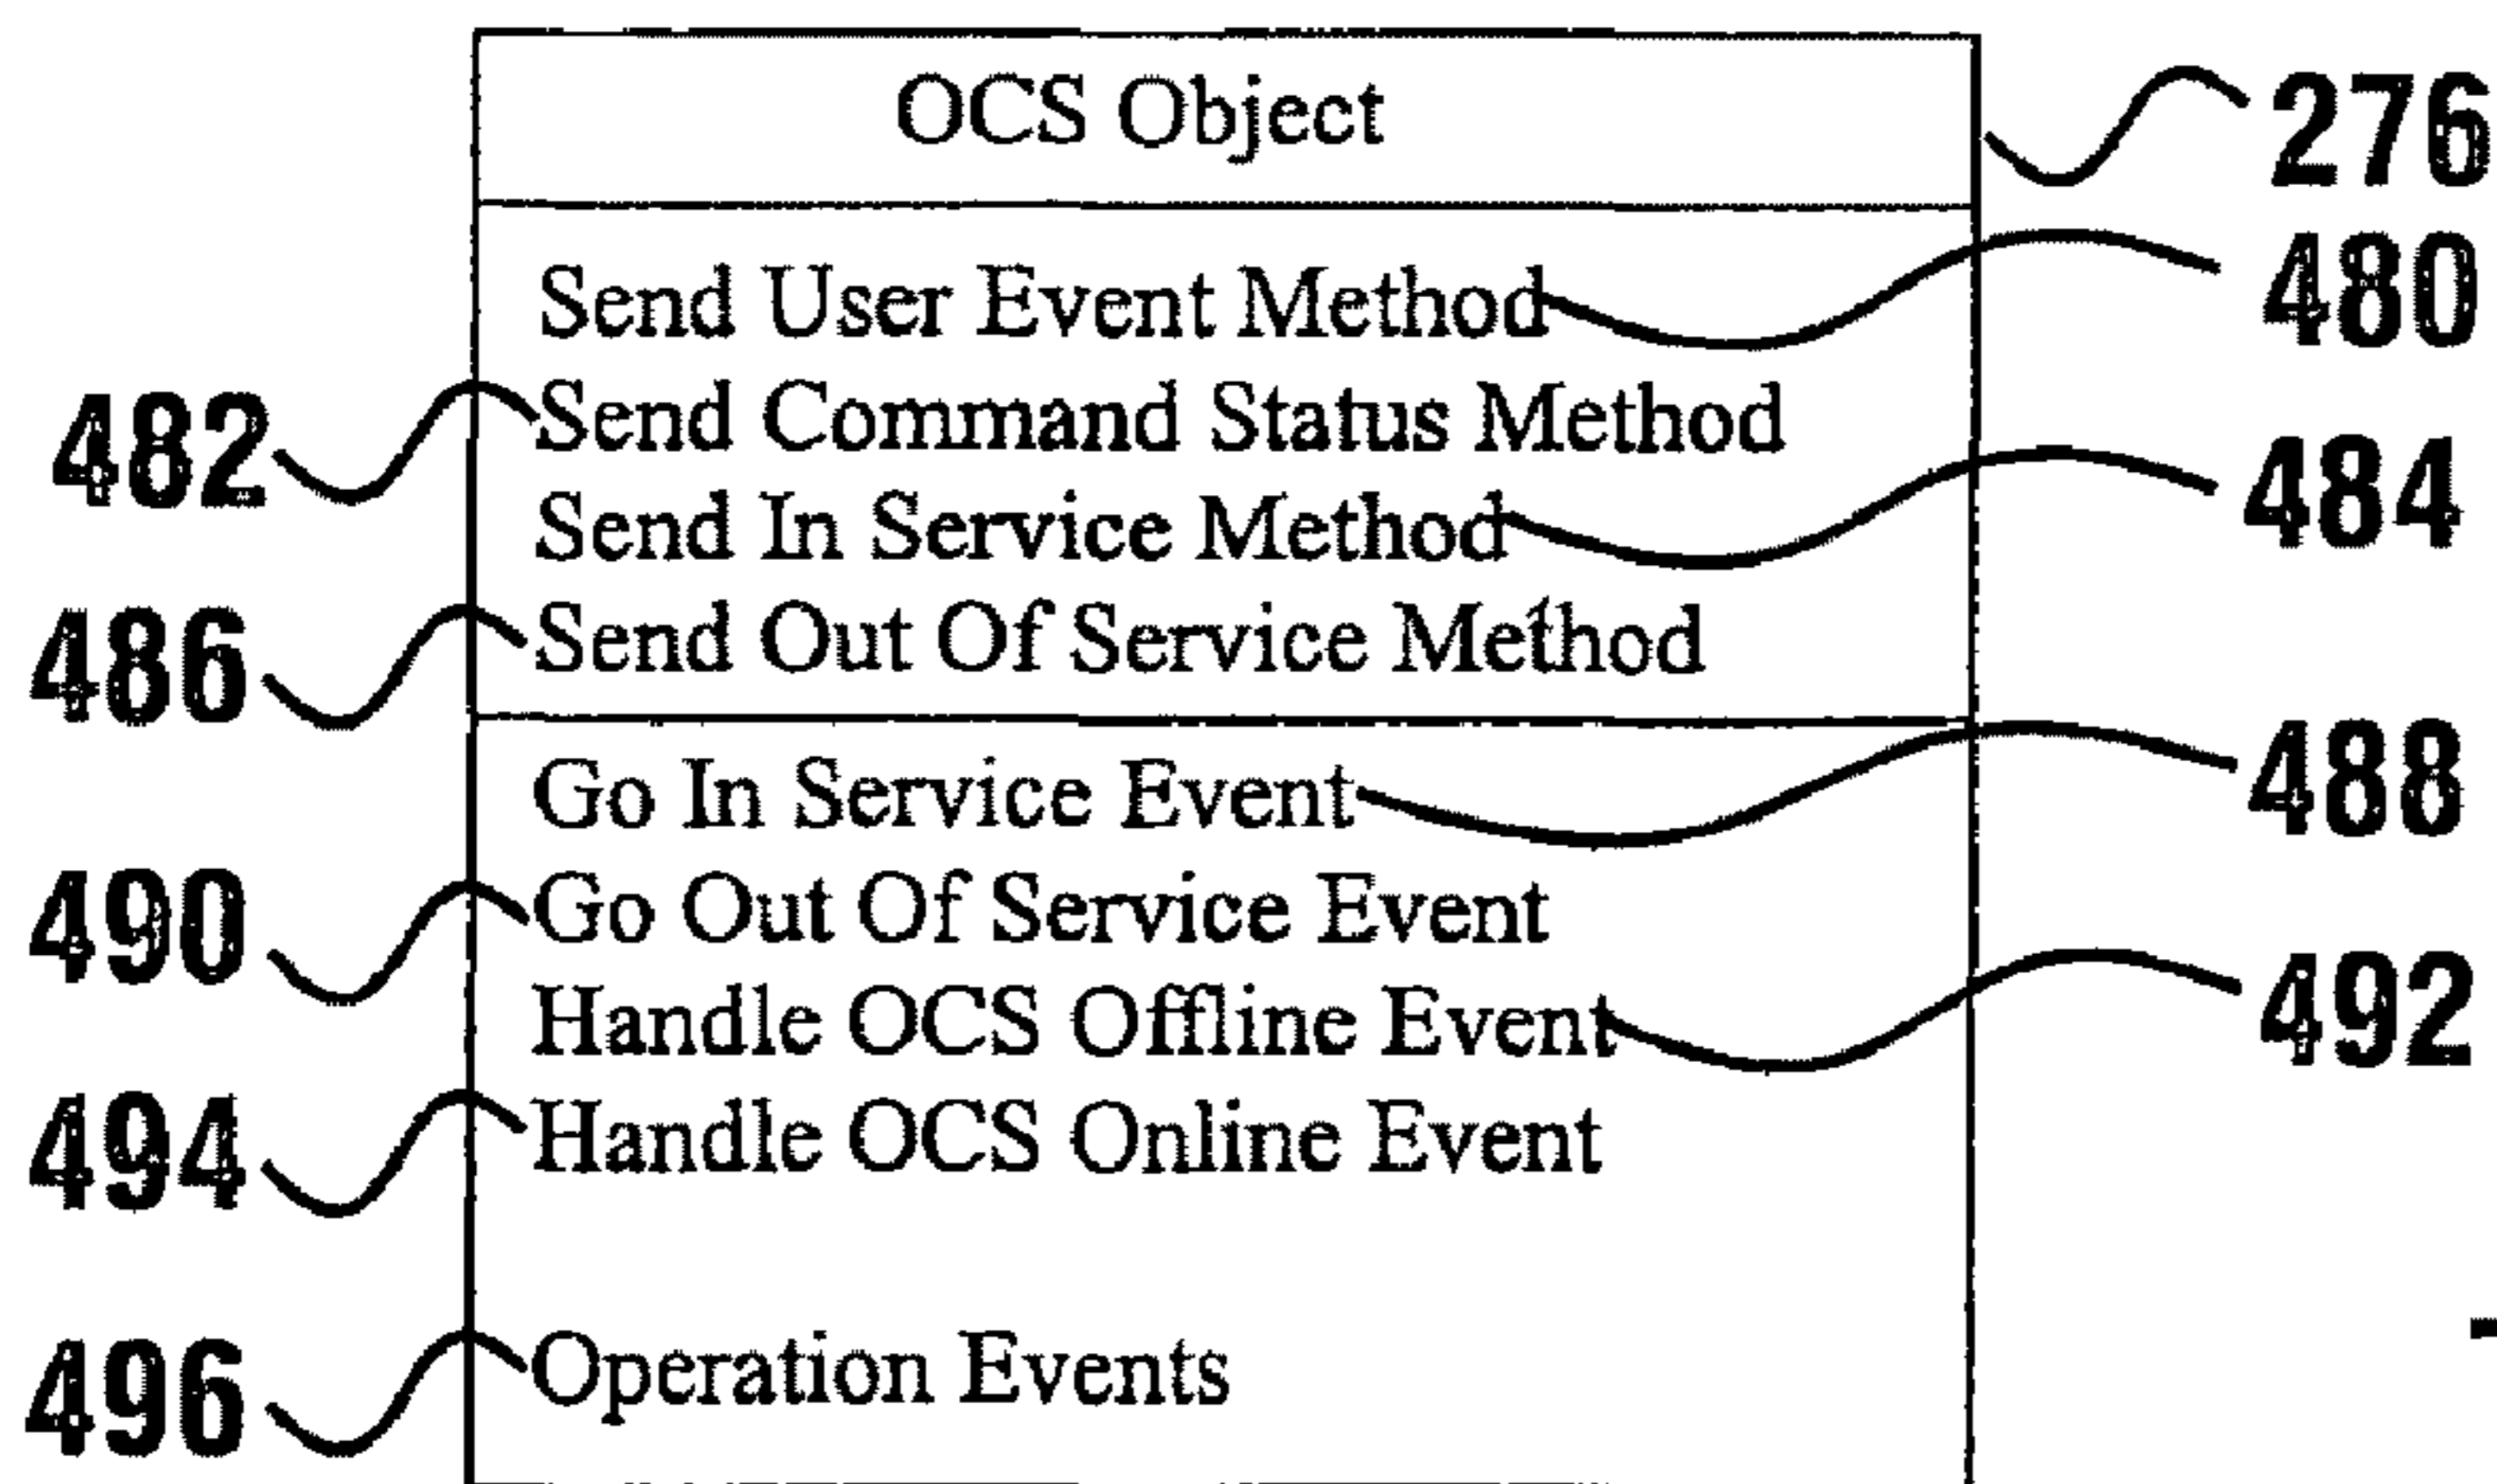 OCS Object
276
Send User Event Method
480
482
Send Command Status Method
Send In Service Method
484
486
Send Out Of Service Method
Go In Service Event
488
490
Go Out Of Service Event
Handle OCS Offline Event
492
494
Handle OCS Online Event
496
Operation Events